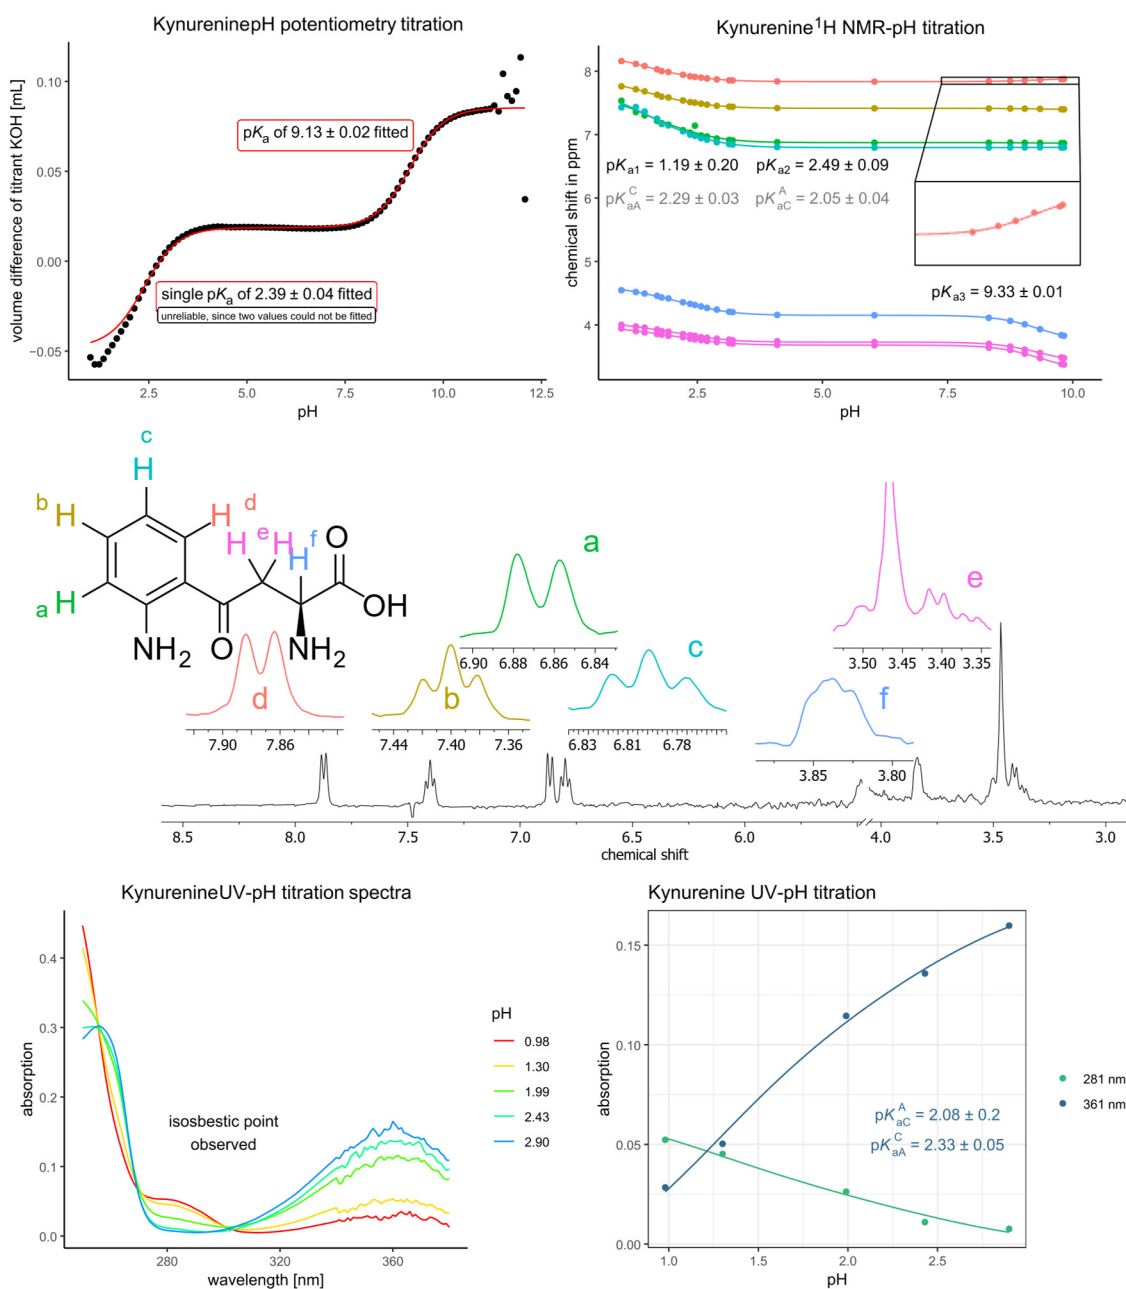 KynureninepH potentiometry titration
volume difference of titrant KOH [mL]
0.10
0.05
0.00
−0.05
pKa of 9.13 ± 0.02 fitted
single pKa of 2.39 ± 0.04 fitted
unreliable, since two values could not be fitted
2.5
5.0
7.5
10.0
12.5
pH
Kynurenine¹H NMR-pH titration
chemical shift in ppm
8
7
6
5
4
pKa1 = 1.19 ± 0.20
pKa2 = 2.49 ± 0.09
pKaA^C = 2.29 ± 0.03
pKaC^A = 2.05 ± 0.04
pKa3 = 9.33 ± 0.01
2.5
5.0
7.5
10.0
pH
c
H
b
H
H
d
H
e
H
H
f
O
a
H
OH
NH2
O
NH2
a
6.90
6.88
6.86
6.84
e
3.50
3.45
3.40
3.35
d
7.90
7.86
b
7.44
7.40
7.36
c
6.83
6.81
6.78
f
3.85
3.80
8.5
8.0
7.5
7.0
6.5
6.0
4.0
3.5
3.0
chemical shift
KynurenineUV-pH titration spectra
absorption
0.4
0.3
0.2
0.1
0.0
isosbestic point
observed
280
320
360
wavelength [nm]
pH
0.98
1.30
1.99
2.43
2.90
Kynurenine UV-pH titration
absorption
0.15
0.10
0.05
0.00
pKaC^A = 2.08 ± 0.2
pKaA^C = 2.33 ± 0.05
1.0
1.5
2.0
2.5
pH
281 nm
361 nm